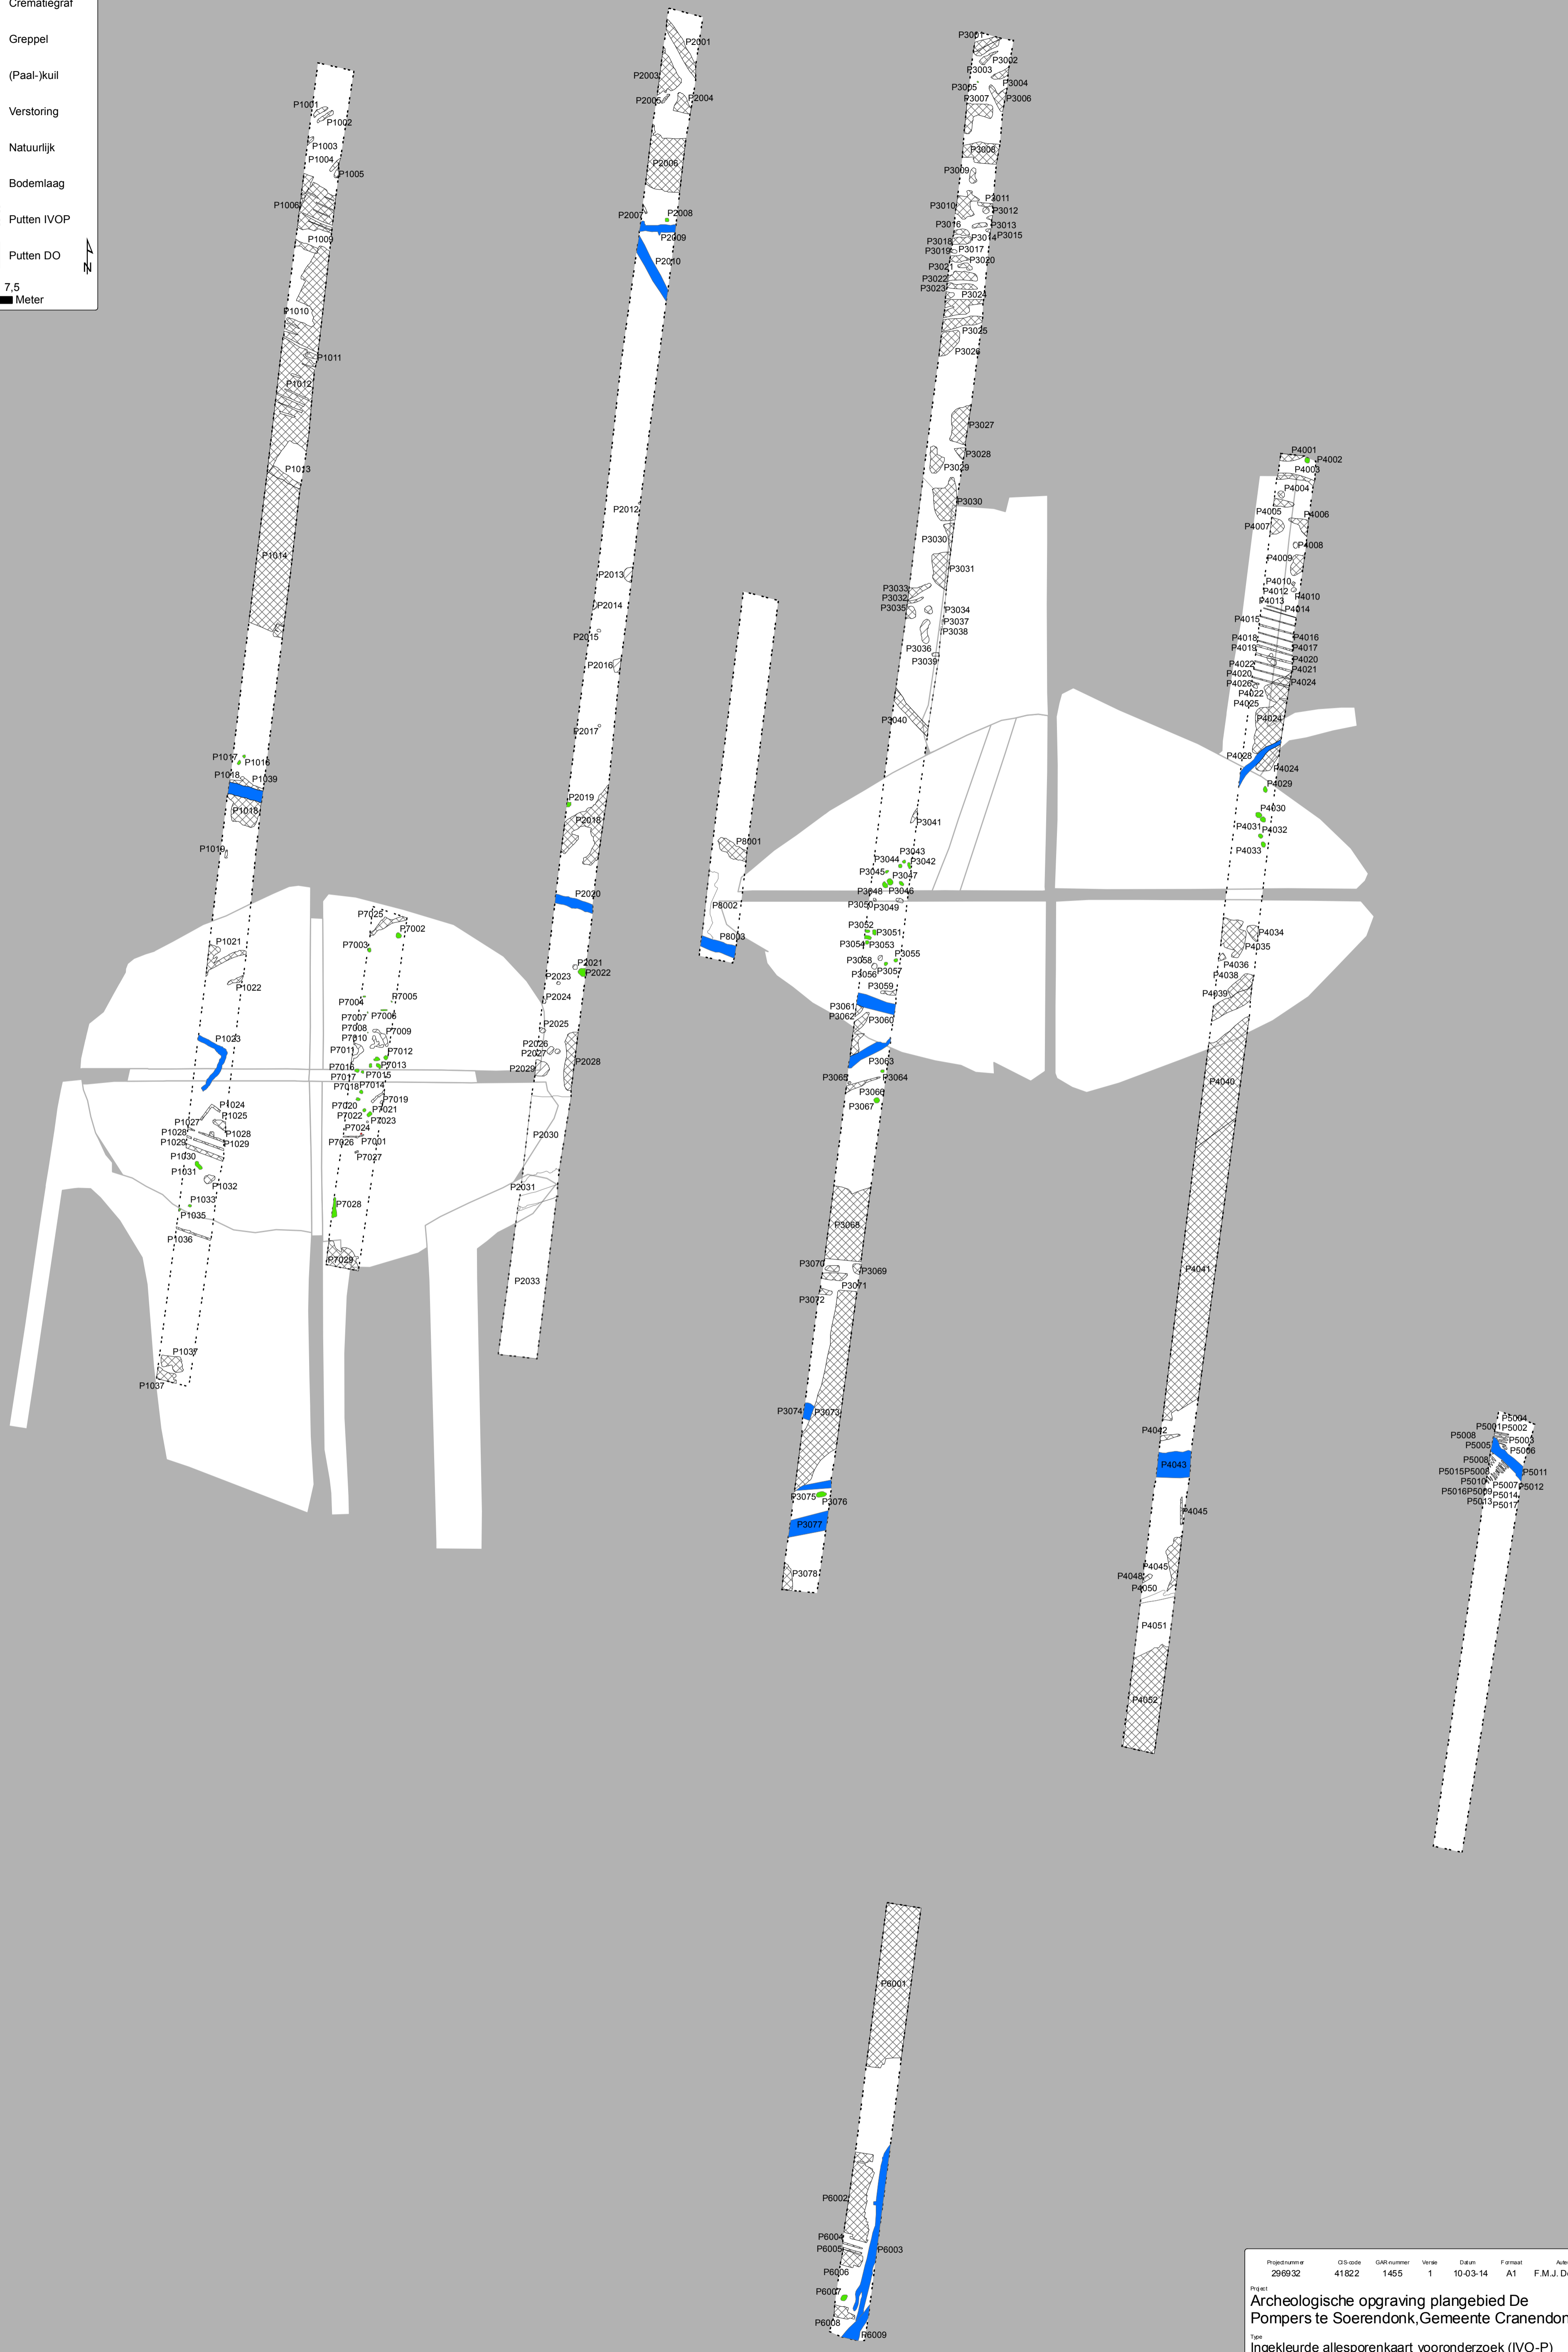 Crematiegraf
Greppel
(Paal-)kuil
Verstoring
Natuurlijk
Bodemlaag
Putten IVOP
Putten DO
N
7,5
Meter
P1001
P1002
P1003
P1004
P1005
P1006
P1009
P1010
P1011
P1012
P1013
P1014
P1017
P1016
P1018
P1039
P1018
P1019
P1021
P1022
P1023
P1024
P1025
P1027
P1028
P1028
P1029
P1029
P1030
P1031
P1032
P1033
P1035
P1036
P1037
P1037
P7025
P7002
P7003
P7004
P7005
P7006
P7007
P7008
P7009
P7010
P7011
P7012
P7013
P7016
P7015
P7017
P7018
P7014
P7019
P7020
P7021
P7022
P7023
P7024
P7026
P7001
P7027
P7028
P7029
P2001
P2003
P2005
P2004
P2006
P2007
P2008
P2009
P2010
P2012
P2013
P2014
P2015
P2016
P2017
P2019
P2018
P2020
P2021
P2022
P2023
P2024
P2025
P2026
P2027
P2028
P2029
P2030
P2031
P2033
P8001
P8002
P8003
P3001
P3002
P3003
P3004
P3005
P3006
P3007
P3008
P3009
P3010
P3011
P3012
P3013
P3016
P3014
P3015
P3018
P3017
P3019
P3020
P3021
P3022
P3023
P3024
P3025
P3026
P3027
P3028
P3029
P3030
P3030
P3031
P3033
P3032
P3035
P3034
P3037
P3038
P3036
P3039
P3040
P3041
P3043
P3044
P3042
P3045
P3047
P3048
P3046
P3050
P3049
P3052
P3051
P3054
P3053
P3055
P3058
P3057
P3056
P3059
P3061
P3062
P3060
P3063
P3065
P3064
P3066
P3067
P3068
P3070
P3069
P3071
P3072
P3074
P3073
P3075
P3076
P3077
P3078
P4001
P4002
P4003
P4004
P4005
P4006
P4007
P4008
P4009
P4010
P4012
P4010
P4013
P4014
P4015
P4018
P4016
P4019
P4017
P4020
P4022
P4021
P4020
P4026
P4024
P4022
P4025
P4024
P4028
P4024
P4029
P4030
P4031
P4032
P4033
P4034
P4035
P4036
P4038
P4039
P4040
P4041
P4042
P4043
P4045
P4045
P4048
P4050
P4051
P4052
P5004
P5001
P5002
P5008
P5003
P5005
P5006
P5008
P5011
P5015
P5010
P5007
P5012
P5016
P5009
P5014
P5013
P5017
P6001
P6002
P6004
P6005
P6003
P6006
P6007
P6008
P6009
Projectnummer CIS-code OAR-nummer Versie Datum Formaat
296932 41822 1455 1 10-03-14 A1 F.M.J.
Project
Archeologische opgraving plangebied De
Pompers te Soerendonk,Gemeente Cranendon
Type
Ingekleurde allesporenkaart vooronderzoek (IVO-P)